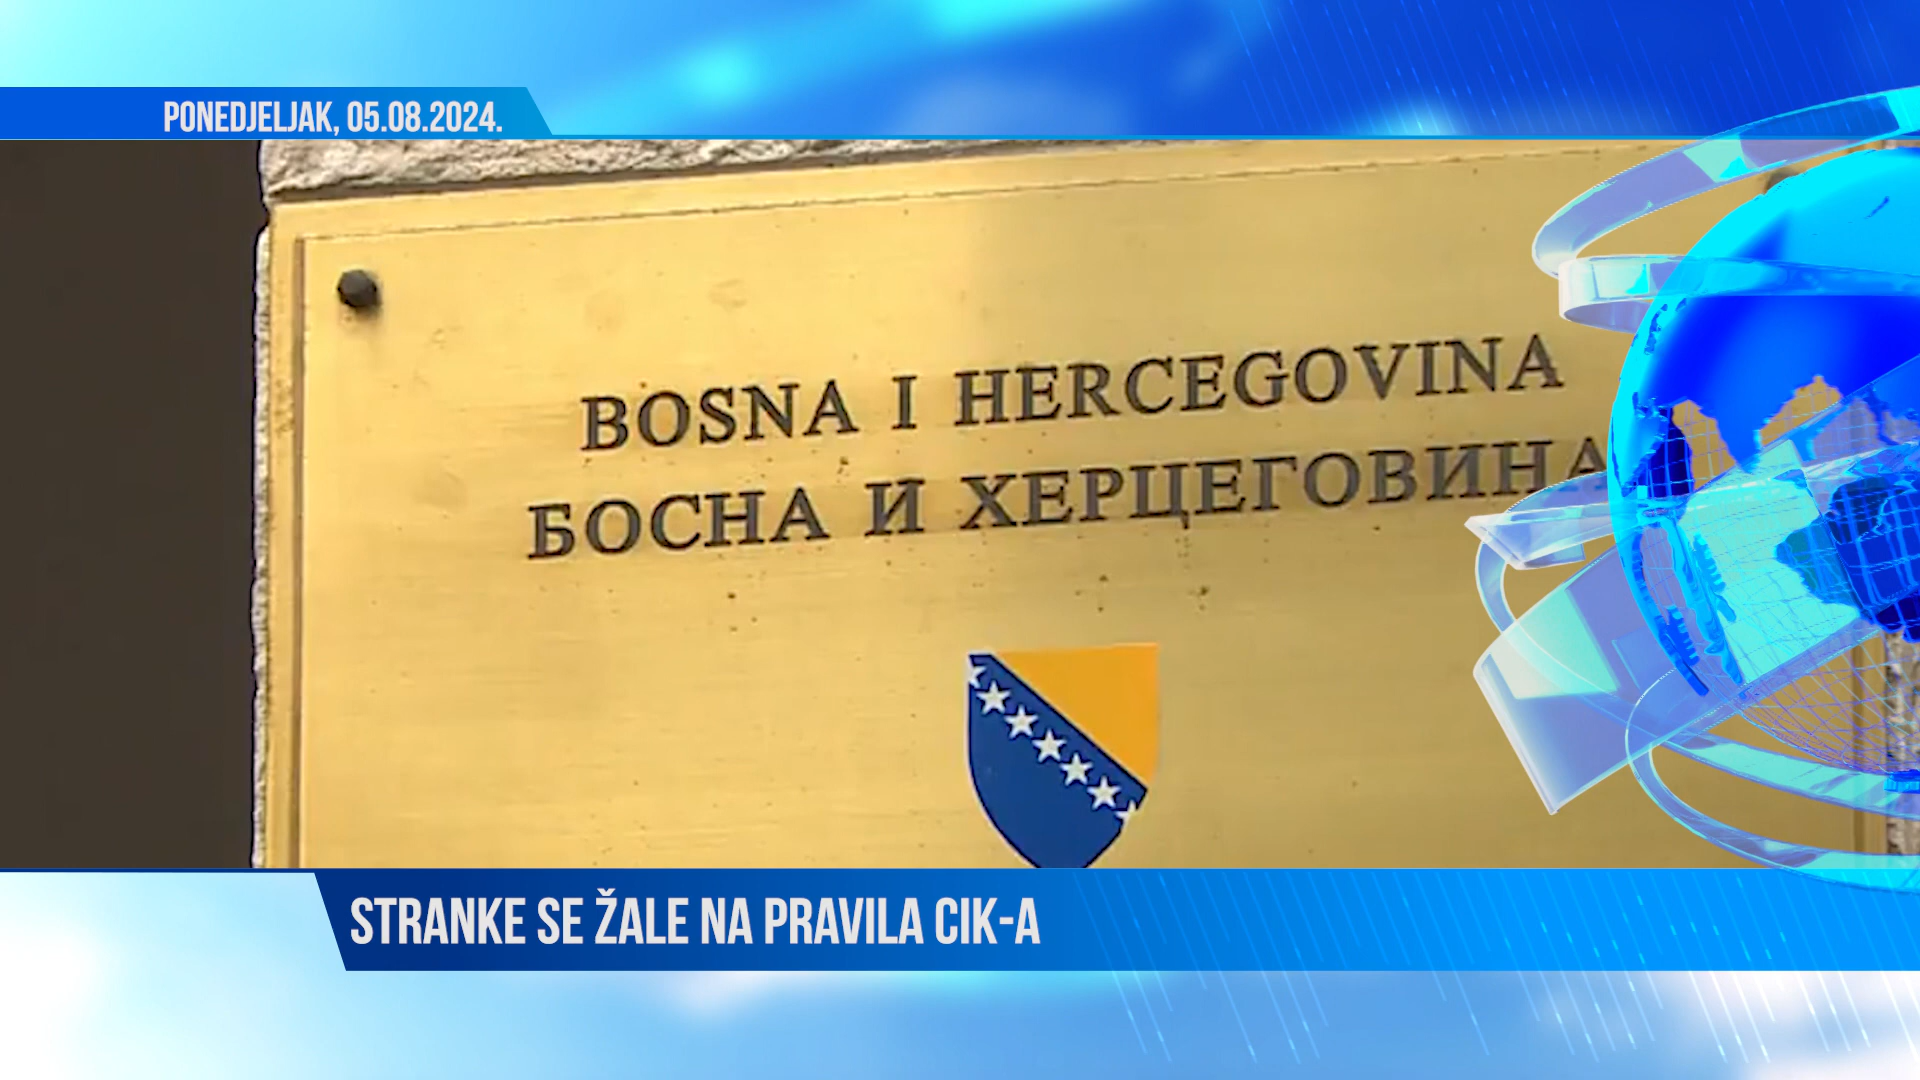 PONEDJELJAK, 05.08.2024.
BOSNA I HERCEGOVINA
БОСНА И ХЕРЦЕГОВИНА
STRANKE SE ŽALE NA PRAVILA CIK-A